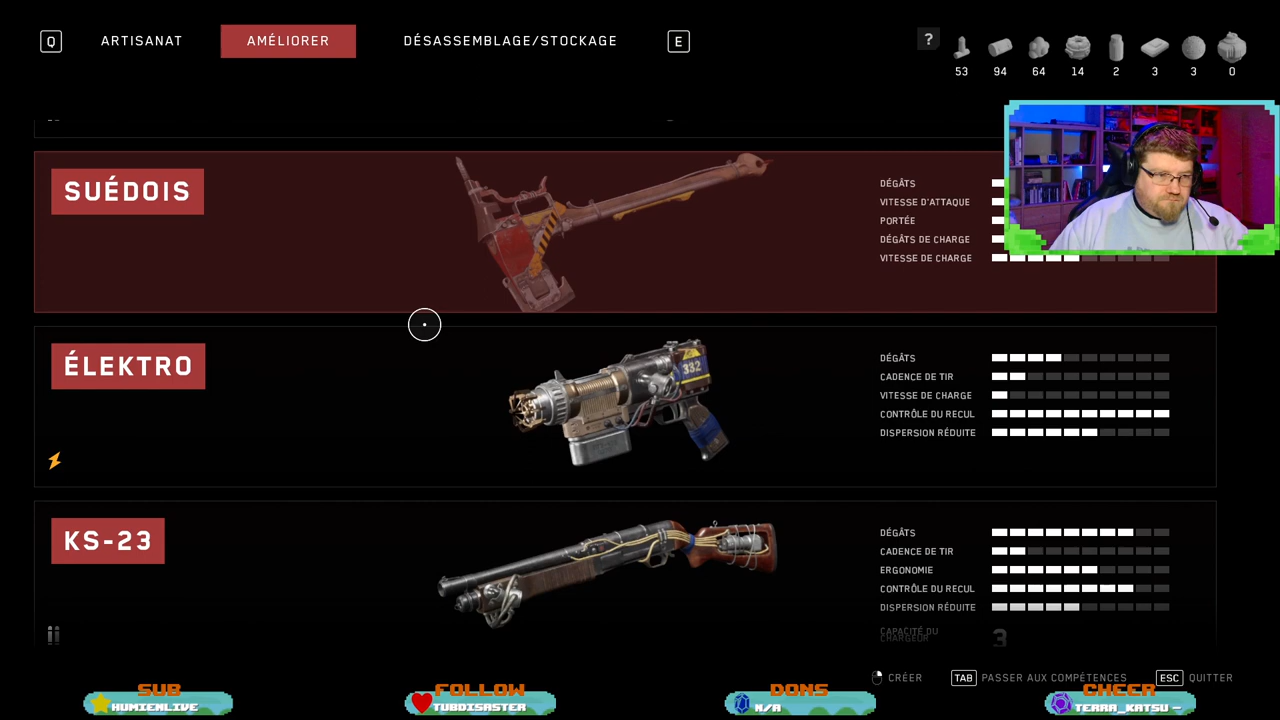 Q ARTISANAT AMÉLIORER DÉSASSEMBLAGE/STOCKAGE E ?
53 94 64 14 2 3 3 0
SUÉDOIS
DÉGÂTS
VITESSE D'ATTAQUE
PORTÉE
DÉGÂTS DE CHARGE
VITESSE DE CHARGE
ÉLEKTRO
332
DÉGÂTS
CADENCE DE TIR
VITESSE DE CHARGE
CONTRÔLE DU RECUL
DISPERSION RÉDUITE
KS-23
DÉGÂTS
CADENCE DE TIR
ERGONOMIE
CONTRÔLE DU RECUL
DISPERSION RÉDUITE
CAPACITÉ DU
CHARGEUR
3
CRÉER TAB PASSER AUX COMPÉTENCES ESC QUITTER
SUB FOLLOW DONS CHEER
HUMIENLIVE TUBDISASTER N/A TERRA_KATSU -